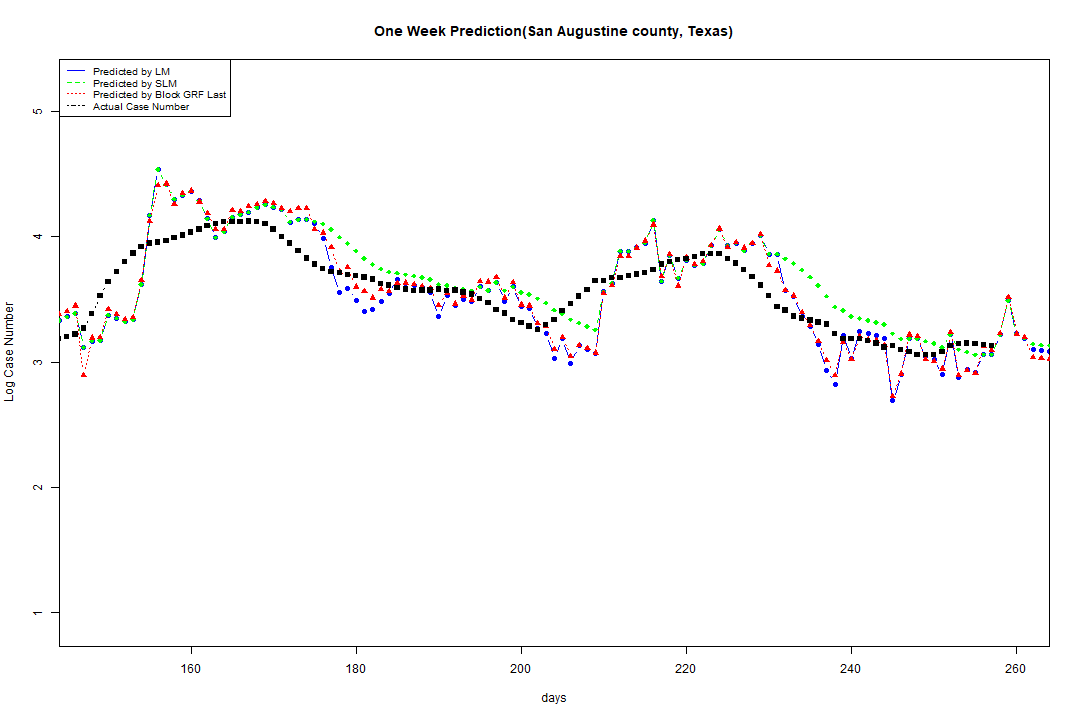 One Week Prediction(San Augustine county, Texas)
Predicted by LM
Predicted by SLM
Predicted by Block GRF Last
Actual Case Number
5
4
3
2
1
Log Case Number
160 180 200 220 240 260
days